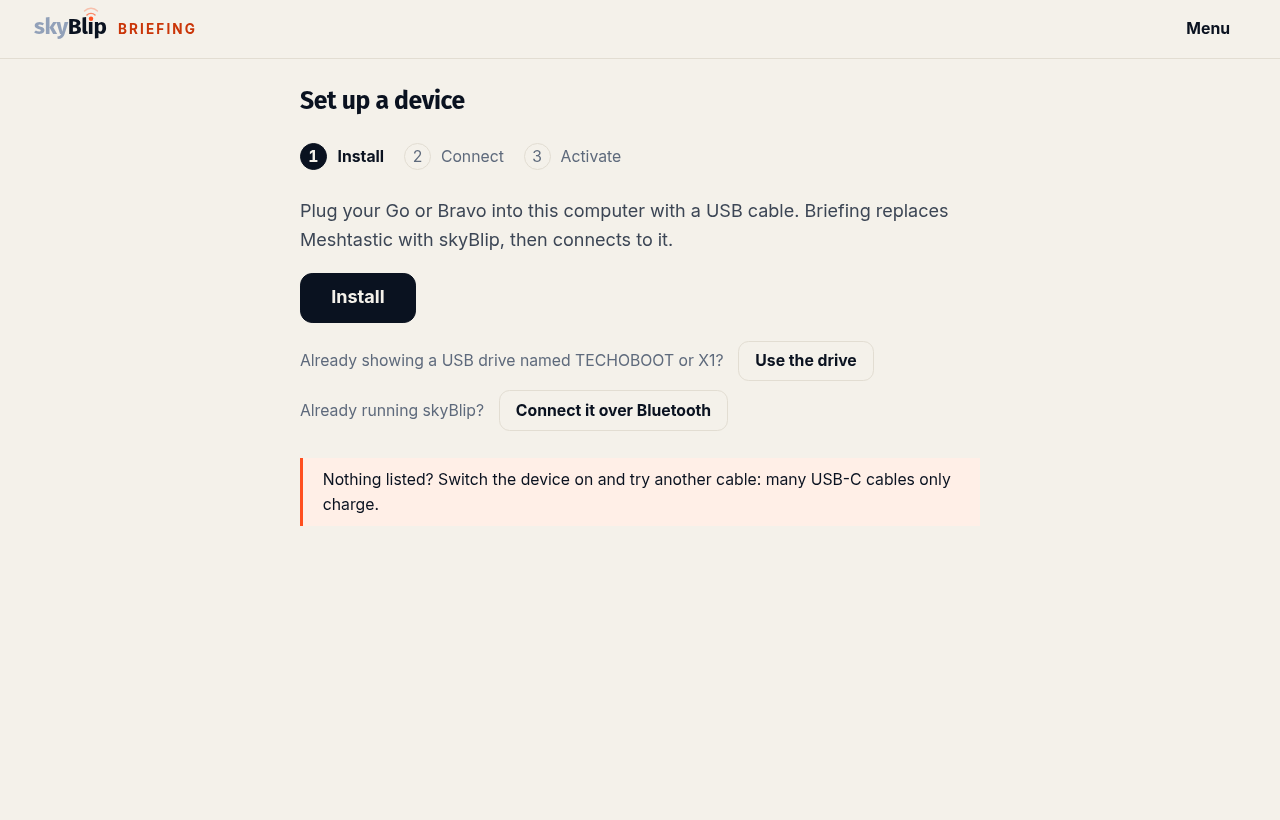 skyBlip BRIEFING
Menu
Set up a device
1 Install 2 Connect 3 Activate
Plug your Go or Bravo into this computer with a USB cable. Briefing replaces
Meshtastic with skyBlip, then connects to it.
Install
Already showing a USB drive named TECHOBOOT or X1? Use the drive
Already running skyBlip? Connect it over Bluetooth
Nothing listed? Switch the device on and try another cable: many USB-C cables only
charge.